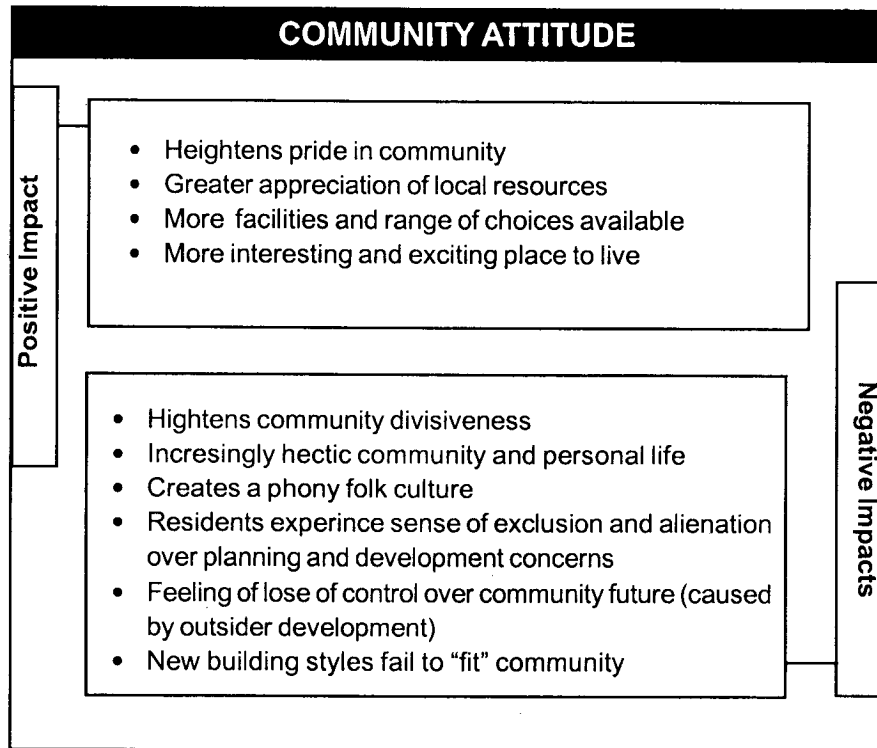 COMMUNITY ATTITUDE
Positive Impact
• Heightens pride in community
• Greater appreciation of local resources
• More facilities and range of choices available
• More interesting and exciting place to live
Negative Impacts
• Hightens community divisiveness
• Incresingly hectic community and personal life
• Creates a phony folk culture
• Residents experince sense of exclusion and alienation
over planning and development concerns
• Feeling of lose of control over community future (caused
by outsider development)
• New building styles fail to “fit” community